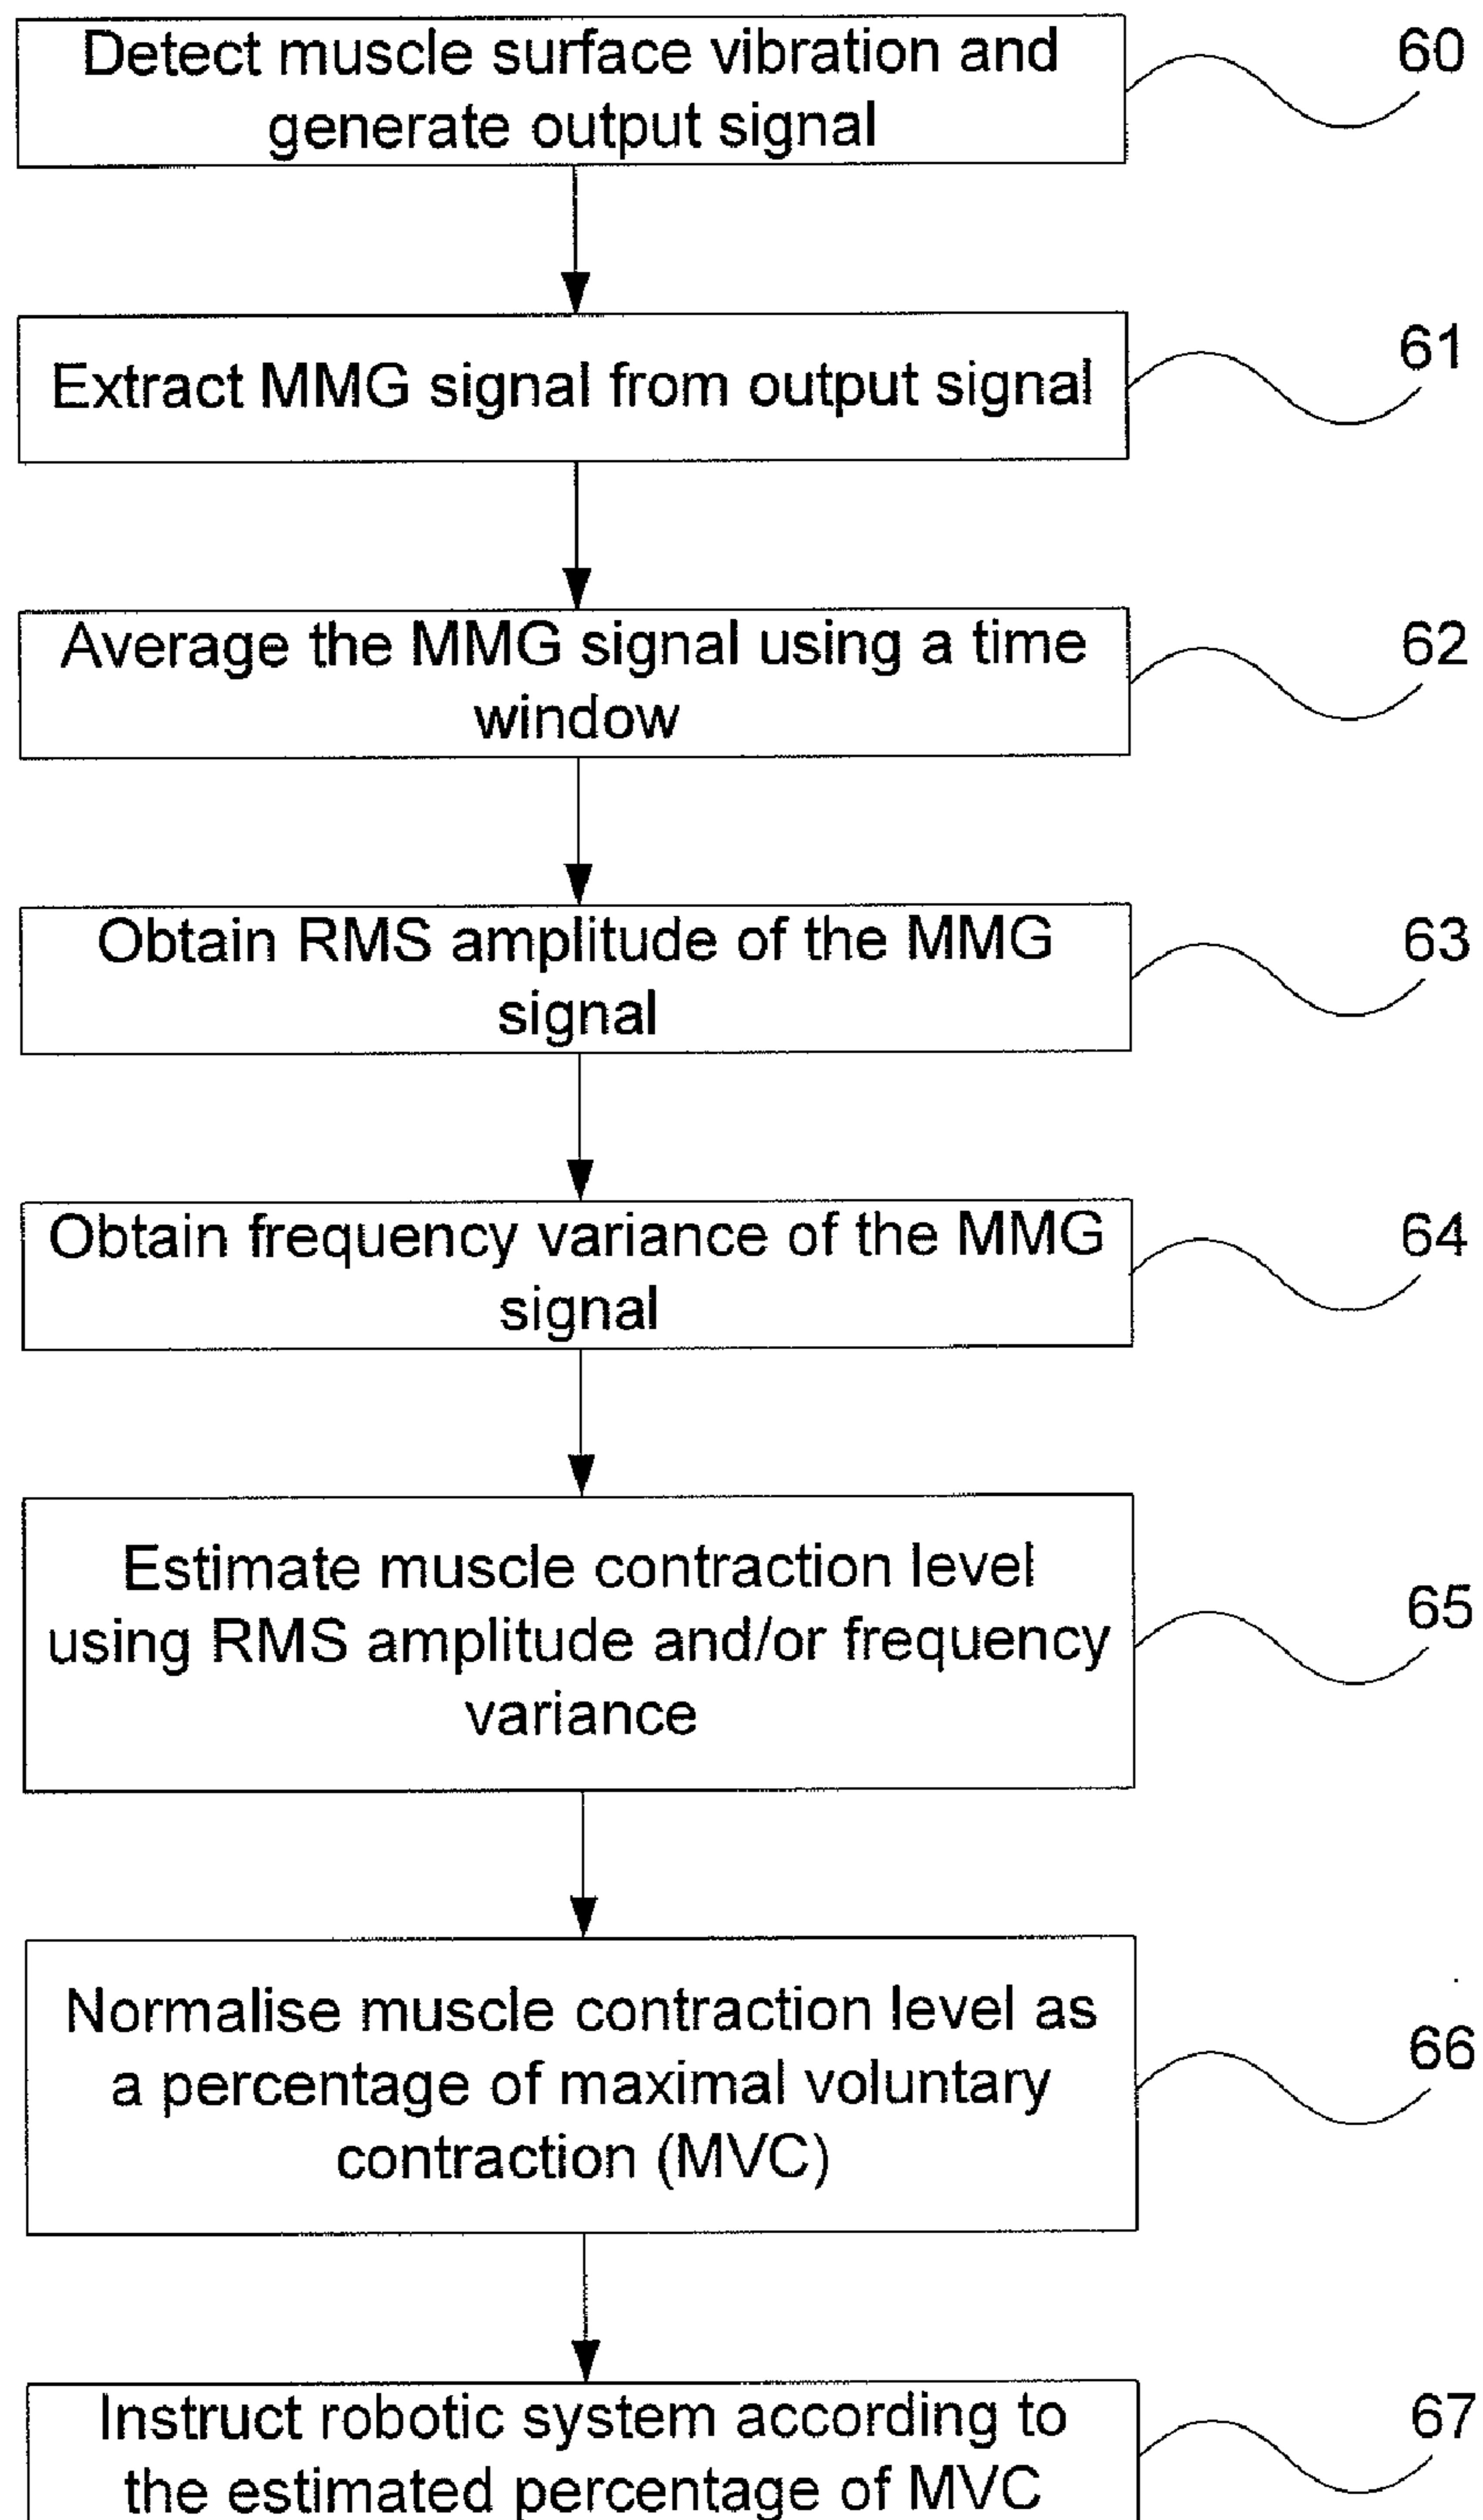 Detect muscle surface vibration and
generate output signal
60
Extract MMG signal from output signal
61
Average the MMG signal using a time
window
62
Obtain RMS amplitude of the MMG
signal
63
Obtain frequency variance of the MMG
signal
64
Estimate muscle contraction level
using RMS amplitude and/or frequency
variance
65
Normalise muscle contraction level as
a percentage of maximal voluntary
contraction (MVC)
66
Instruct robotic system according to
the estimated percentage of MVC
67